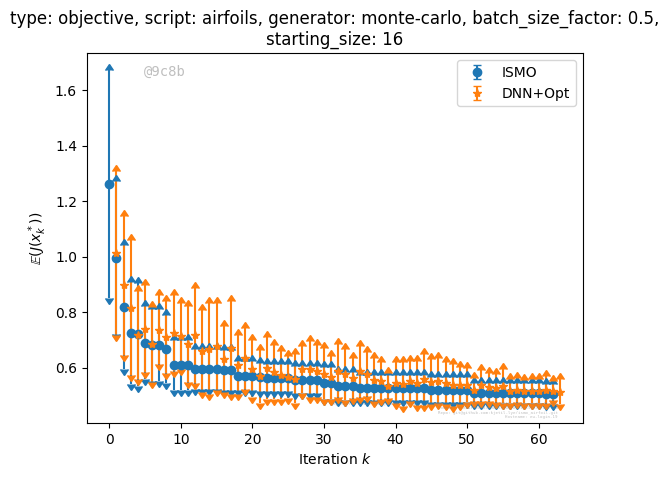 type: objective, script: airfoils, generator: monte-carlo, batch_size_factor: 0.5,
starting_size: 16
@9c8b
ISMO
DNN+Opt
1.6
1.4
1.2
1.0
0.8
0.6
𝔼(J(x_k^*))
0 10 20 30 40 50 60
Iteration k